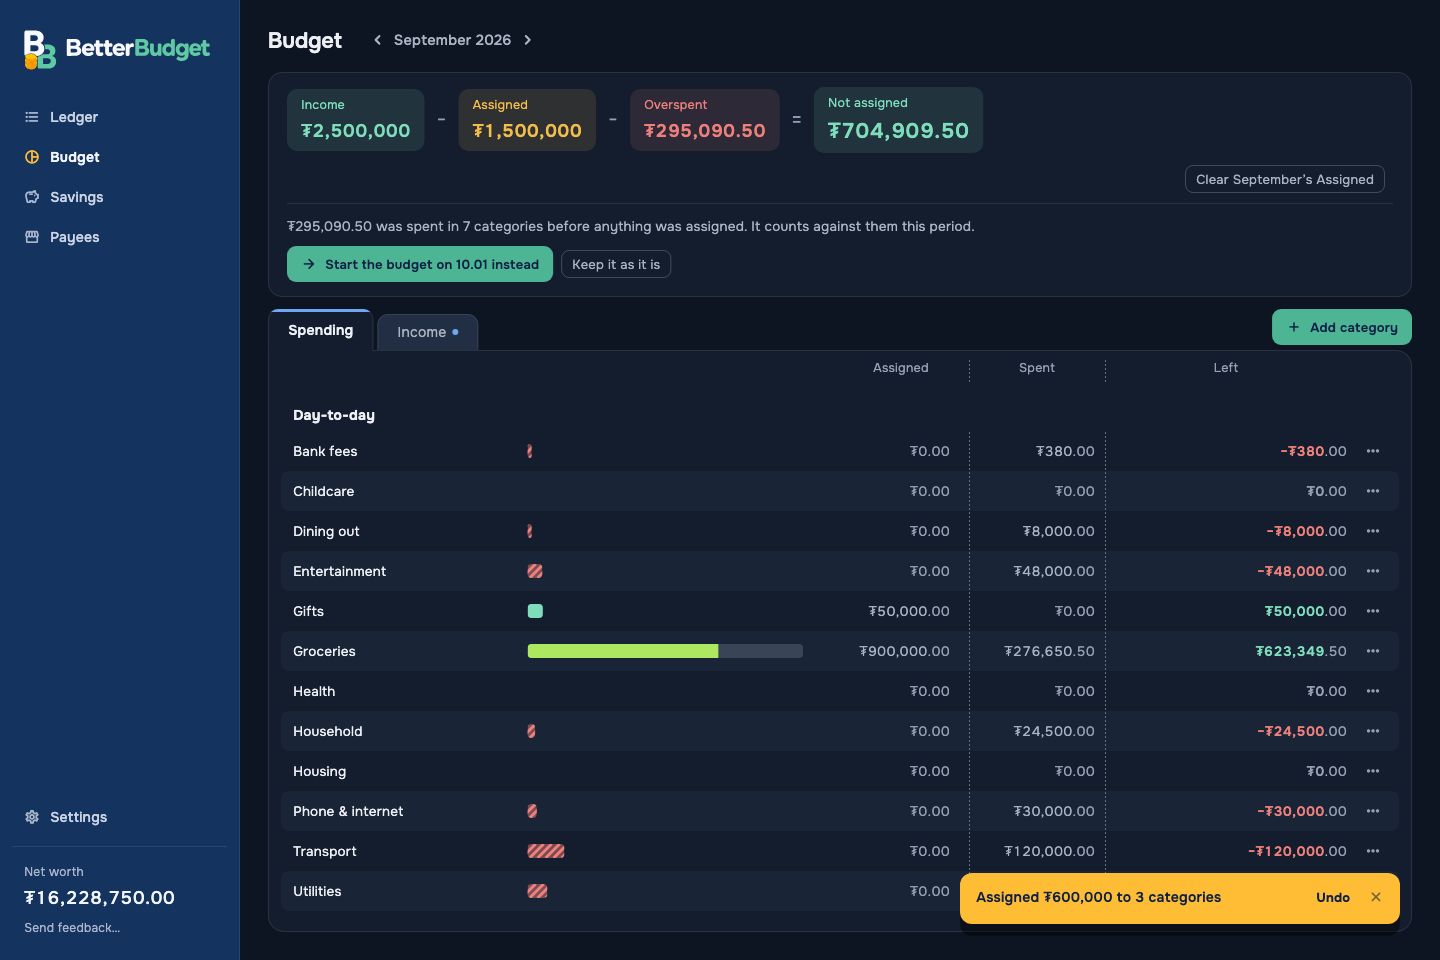 BetterBudget
Ledger
Budget
Savings
Payees
Settings
Net worth
₮16,228,750.00
Send feedback...
Budget
September 2026
Income
₮2,500,000
-
Assigned
₮1,500,000
-
Overspent
₮295,090.50
=
Not assigned
₮704,909.50
Clear September's Assigned
₮295,090.50 was spent in 7 categories before anything was assigned. It counts against them this period.
Start the budget on 10.01 instead
Keep it as it is
Spending
Income
+ Add category
Assigned Spent Left
Day-to-day
Bank fees ₮0.00 ₮380.00 -₮380.00
Childcare ₮0.00 ₮0.00 ₮0.00
Dining out ₮0.00 ₮8,000.00 -₮8,000.00
Entertainment ₮0.00 ₮48,000.00 -₮48,000.00
Gifts ₮50,000.00 ₮0.00 ₮50,000.00
Groceries ₮900,000.00 ₮276,650.50 ₮623,349.50
Health ₮0.00 ₮0.00 ₮0.00
Household ₮0.00 ₮24,500.00 -₮24,500.00
Housing ₮0.00 ₮0.00 ₮0.00
Phone & internet ₮0.00 ₮30,000.00 -₮30,000.00
Transport ₮0.00 ₮120,000.00 -₮120,000.00
Utilities ₮0.00
Assigned ₮600,000 to 3 categories Undo